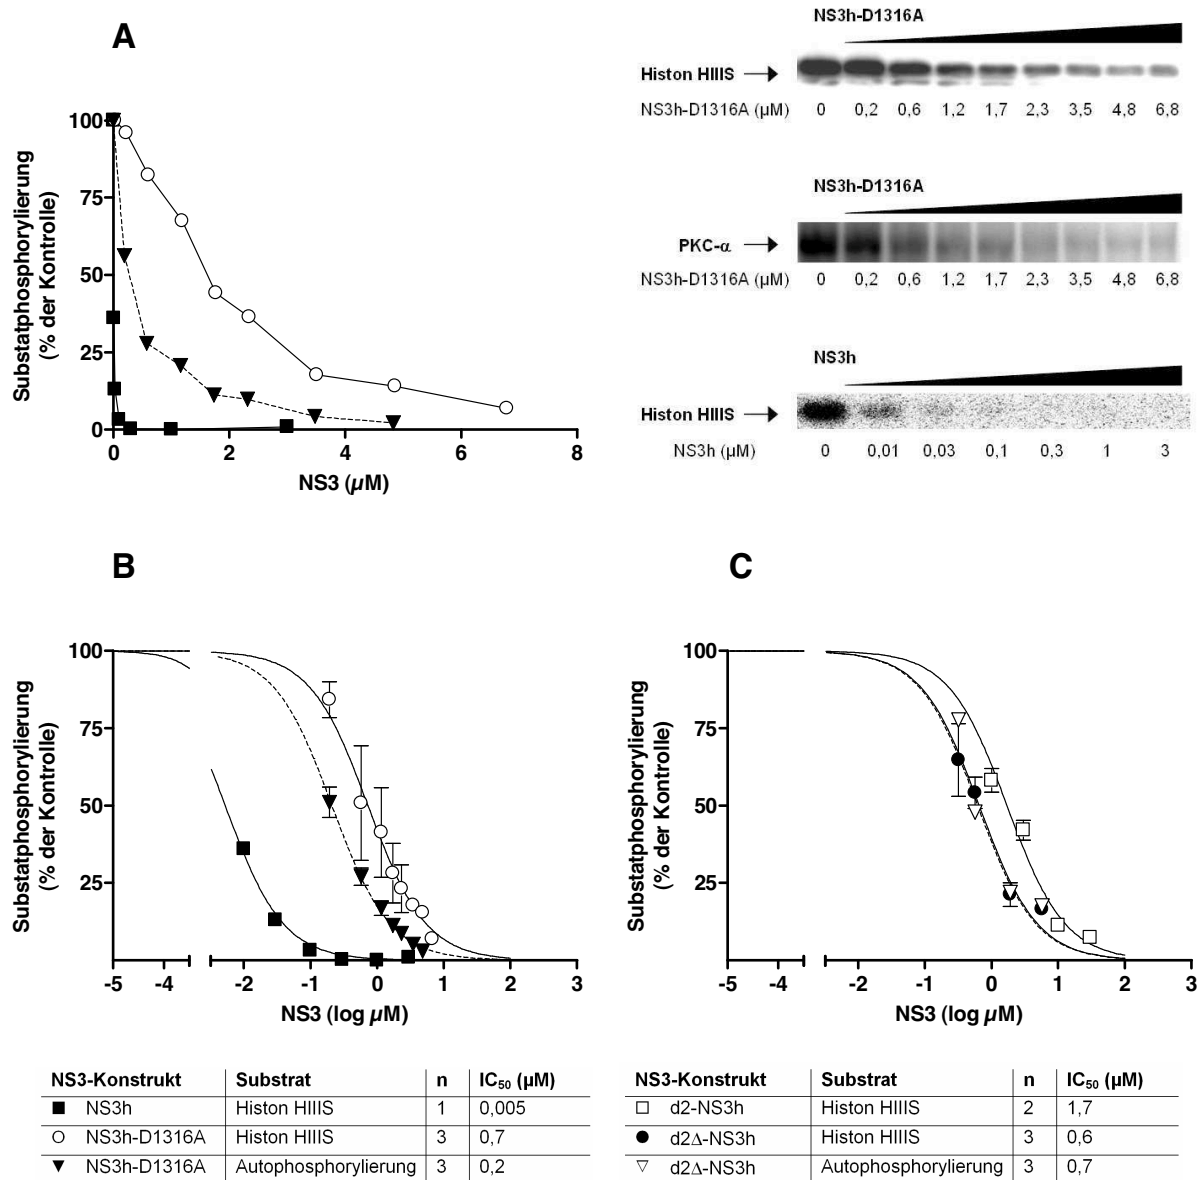 A
Substatphosphorylierung
(% der Kontrolle)
100
75
50
25
0
0 2 4 6 8
NS3 (µM)
NS3h-D1316A
Histon HIIIS
NS3h-D1316A (µM) 0 0,2 0,6 1,2 1,7 2,3 3,5 4,8 6,8
NS3h-D1316A
PKC-α
NS3h-D1316A (µM) 0 0,2 0,6 1,2 1,7 2,3 3,5 4,8 6,8
NS3h
Histon HIIIS
NS3h (µM) 0 0,01 0,03 0,1 0,3 1 3
B
Substatphosphorylierung
(% der Kontrolle)
100
75
50
25
-5 -4 -2 -1 0 1 2 3
NS3 (log µM)
C
Substatphosphorylierung
(% der Kontrolle)
100
75
50
25
-5 -4 -2 -1 0 1 2 3
NS3 (log µM)
NS3-Konstrukt Substrat n IC₅₀ (µM)
NS3h Histon HIIIS 1 0,005
NS3h-D1316A Histon HIIIS 3 0,7
NS3h-D1316A Autophosphorylierung 3 0,2
NS3-Konstrukt Substrat n IC₅₀ (µM)
d2-NS3h Histon HIIIS 2 1,7
d2Δ-NS3h Histon HIIIS 3 0,6
d2Δ-NS3h Autophosphorylierung 3 0,7